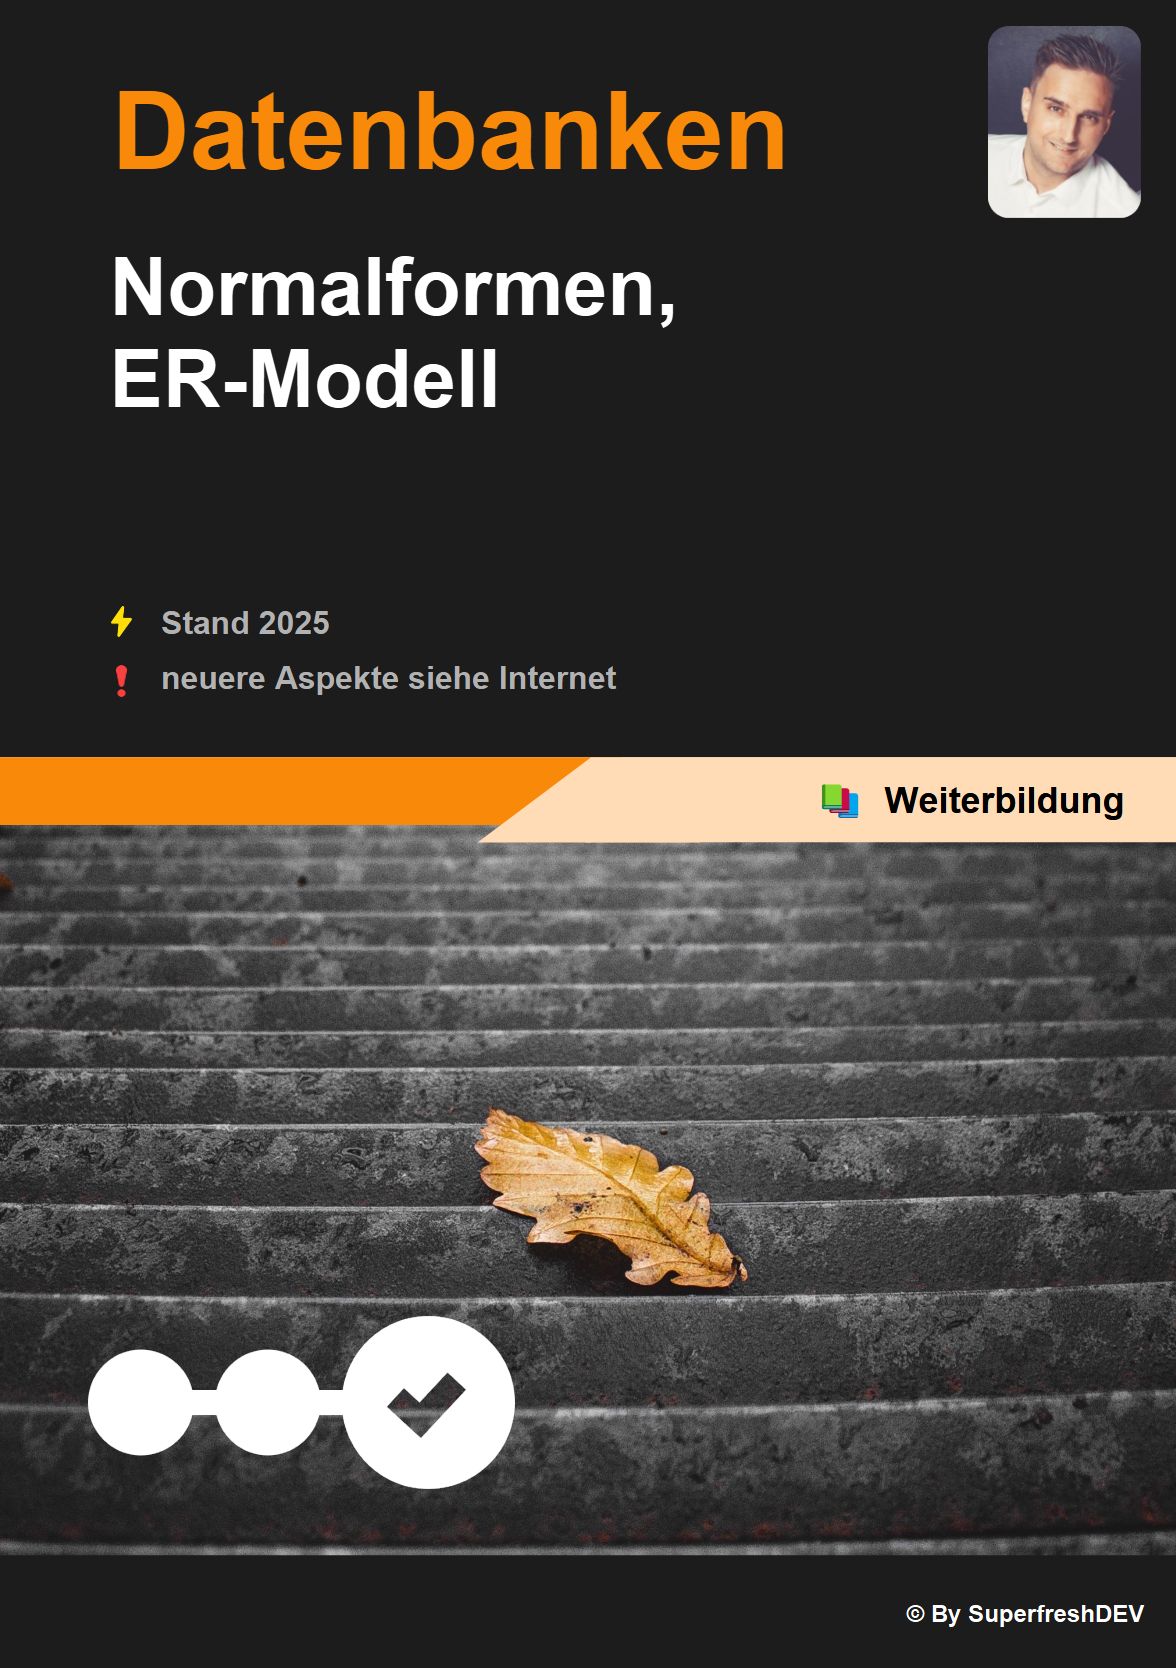 Datenbanken
Normalformen,
ER-Modell
Stand 2025
neuere Aspekte siehe Internet
Weiterbildung
© By SuperfreshDEV